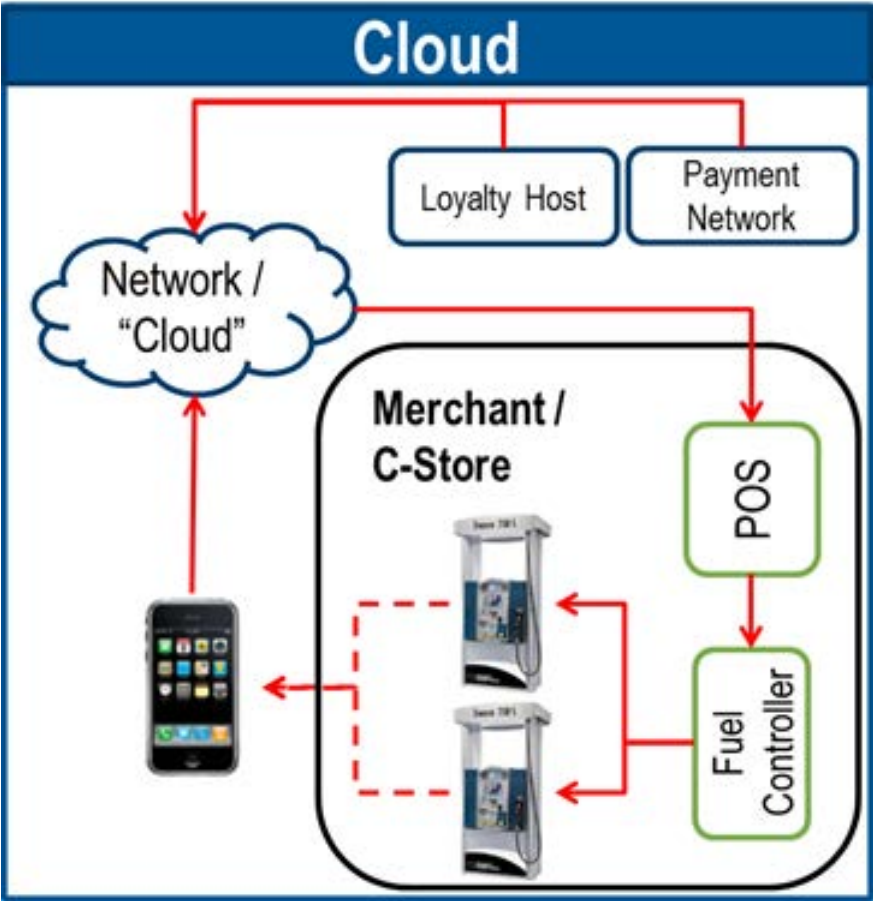 Cloud
Loyalty Host
Payment
Network
Network /
“Cloud”
Merchant /
C-Store
POS
Fuel
Controller